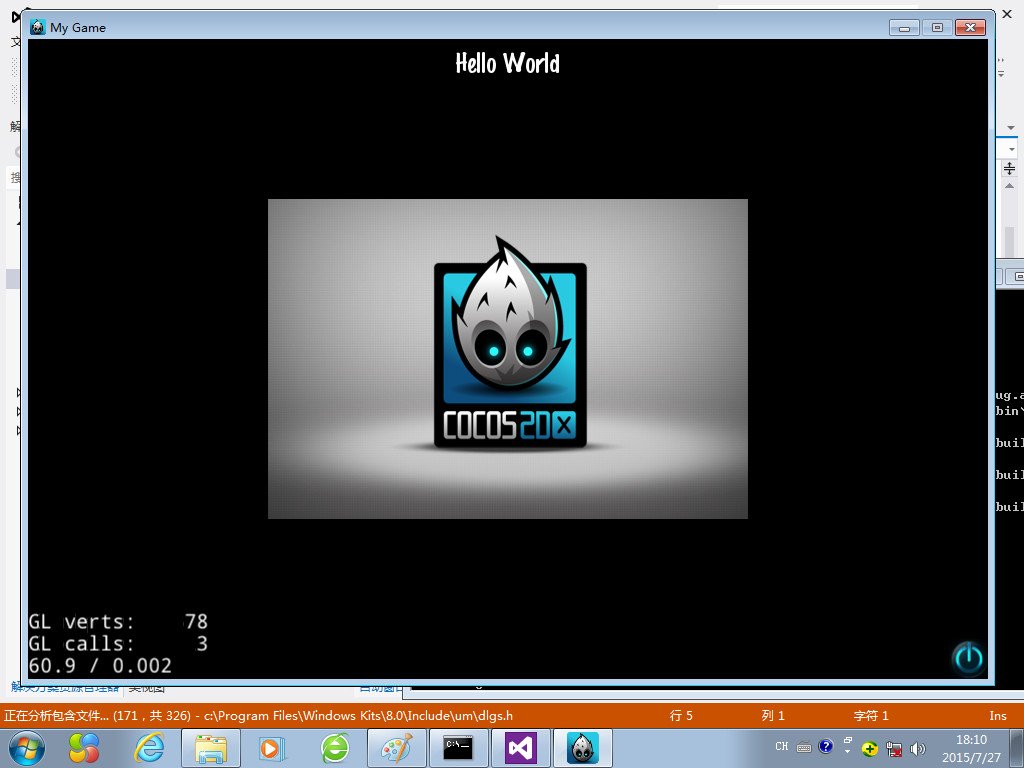 My Game
Hello World
COCOS2DX
GL verts: 78
GL calls: 3
60.9 / 0.002
ug.a
bin\
buil
buil
buil
正在分析包含文件... (171，共 326) - c:\Program Files\Windows Kits\8.0\Include\um\dlgs.h
行 5
列 1
字符 1
Ins
C:\_
CH
18:10
2015/7/27